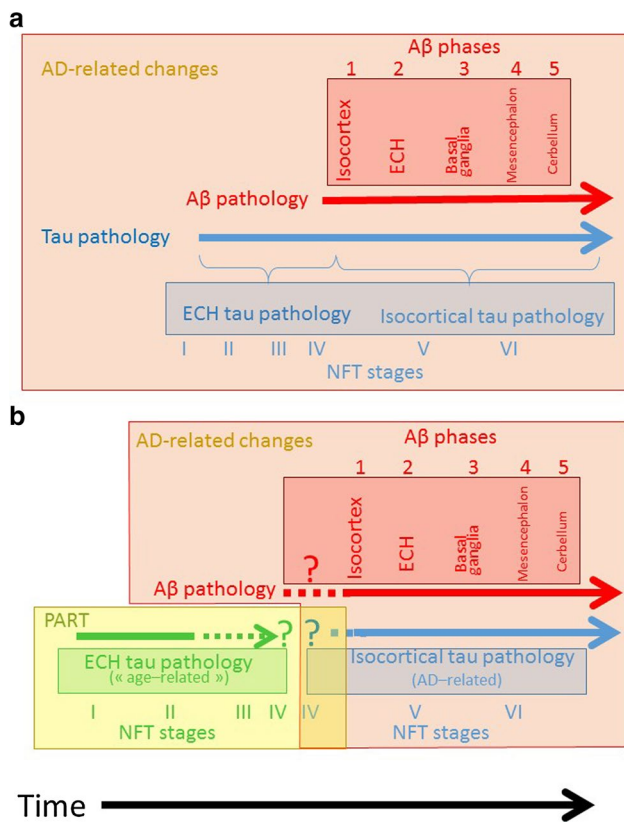 a
Aβ phases
AD-related changes
1 2 3 4 5
Isocortex
ECH
Basal
ganglia
Mesencephalon
Cerbellum
Aβ pathology
Tau pathology
ECH tau pathology
Isocortical tau pathology
I II III IV V VI
NFT stages
b
AD-related changes
Aβ phases
1 2 3 4 5
?
Isocortex
ECH
Basal
ganglia
Mesencephalon
Cerbellum
Aβ pathology
PART
? ?
ECH tau pathology
(« age–related »)
Isocortical tau pathology
(AD–related)
I II III IV IV V VI
NFT stages NFT stages
Time